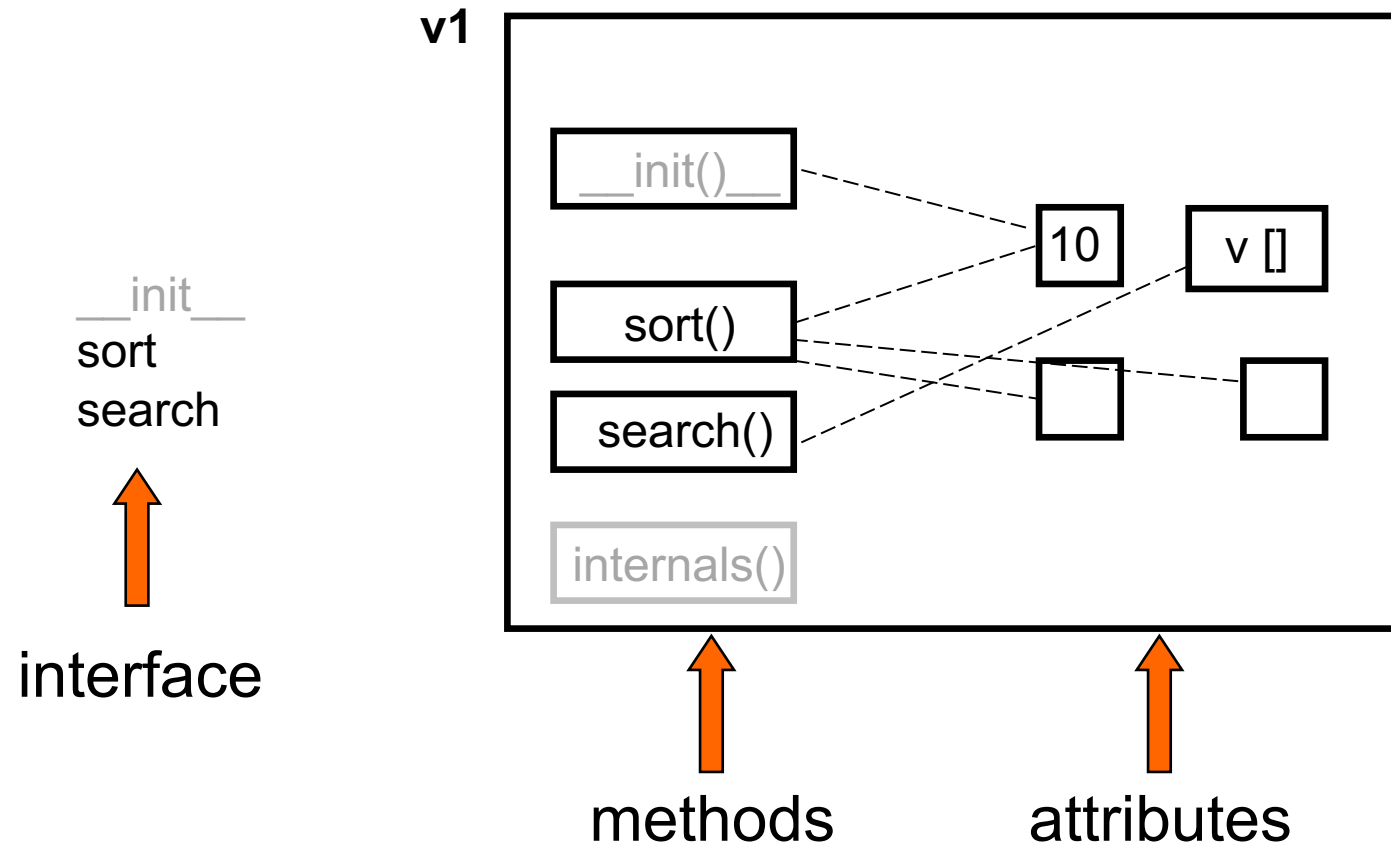 v1
__init()__
10
v []
__init__
sort
search
sort()
search()
internals()
interface
methods
attributes